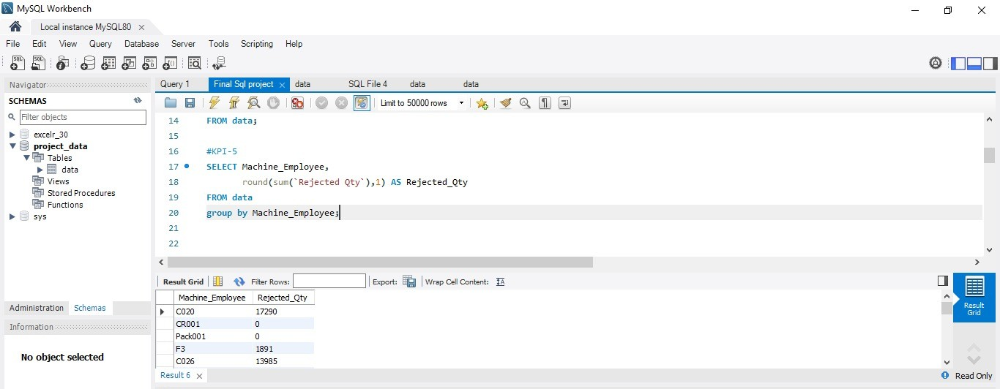 MySQL Workbench
Local instance MySQL80
File Edit View Query Database Server Tools Scripting Help
Navigator
SCHEMAS
Filter objects
excelr_30
project_data
Tables
data
Views
Stored Procedures
Functions
sys
Administration Schemas
Information
No object selected
Query 1 Final Sql project data SQL File 4 data data
Limit to 50000 rows
14 FROM data;
15
16 #KPI-5
17 SELECT Machine_Employee,
18 round(sum(`Rejected Qty`),1) AS Rejected_Qty
19 FROM data
20 group by Machine_Employee;
21
22
Result Grid Filter Rows: Export: Wrap Cell Content:
Machine_Employee Rejected_Qty
C020 17290
CR001 0
Pack001 0
F3 1891
C026 13985
Result Grid
Result 6
Read Only